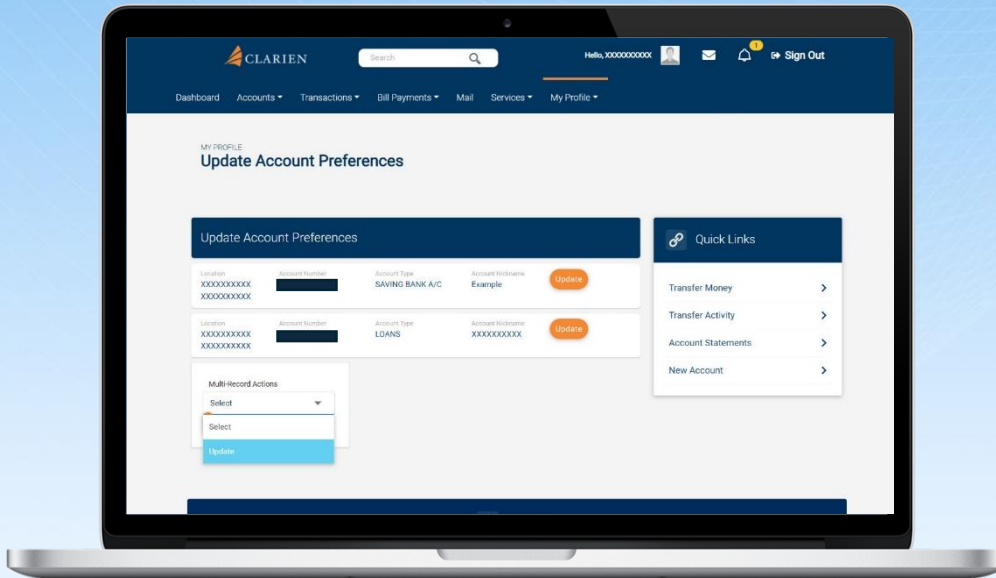 CLARIEN
Search
Hello, XXXXXXXXXX
1
Sign Out
Dashboard Accounts Transactions Bill Payments Mail Services My Profile
MY PROFILE
Update Account Preferences
Update Account Preferences
Location Account Number Account Type Account Nickname
XXXXXXXXXX SAVING BANK A/C Example Update
XXXXXXXXXX
Location Account Number Account Type Account Nickname
XXXXXXXXXX LOANS XXXXXXXXXX Update
XXXXXXXXXX
Multi-Record Actions
Select
Select
Update
Quick Links
Transfer Money
Transfer Activity
Account Statements
New Account